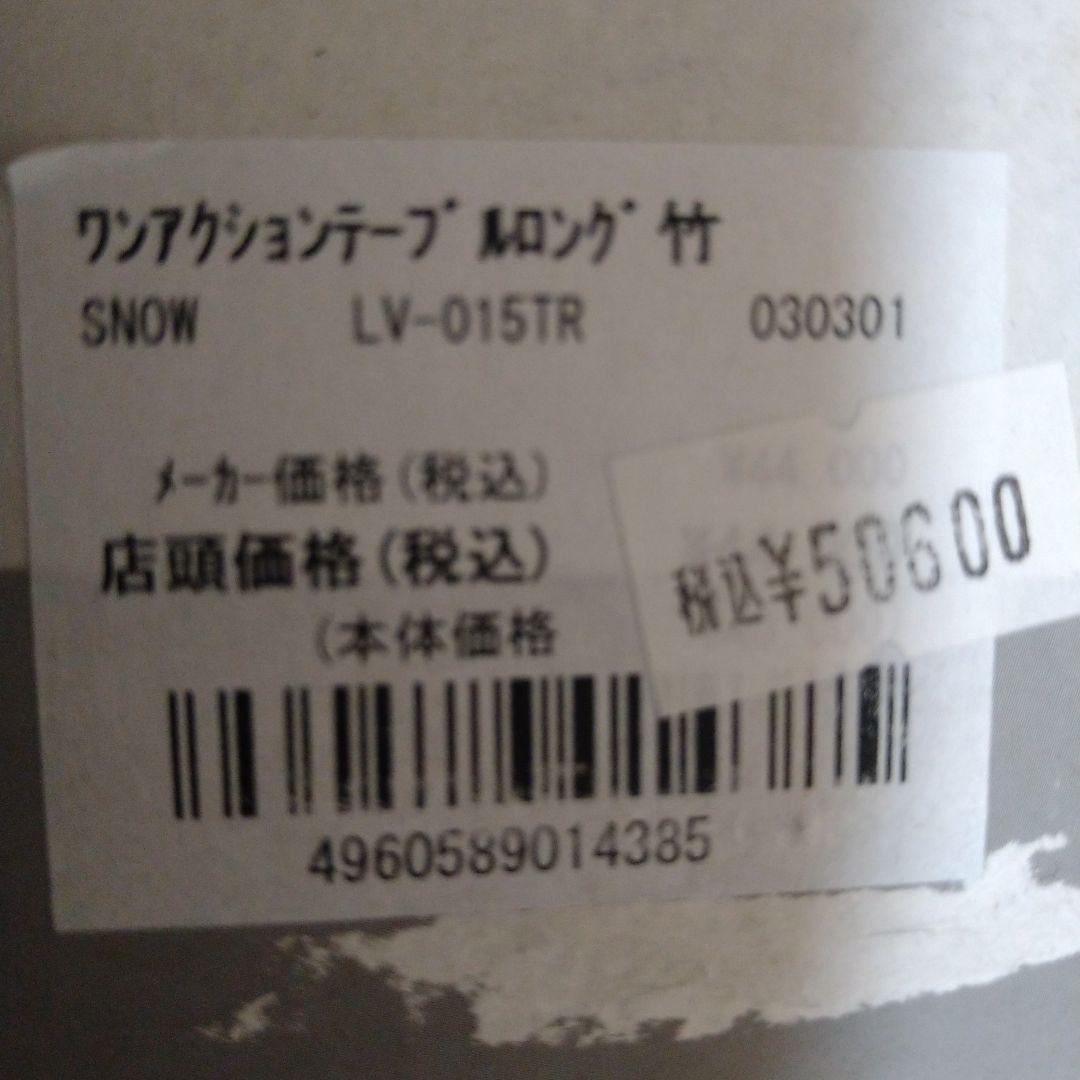 ﾜﾝｱｸｼｮﾝﾃｰﾌﾞﾙﾛﾝｸﾞ 竹
SNOW LV-015TR 030301
ﾒｰｶｰ価格(税込) ¥44,000
店頭価格(税込)
税込¥50600
(本体価格
4960589014385